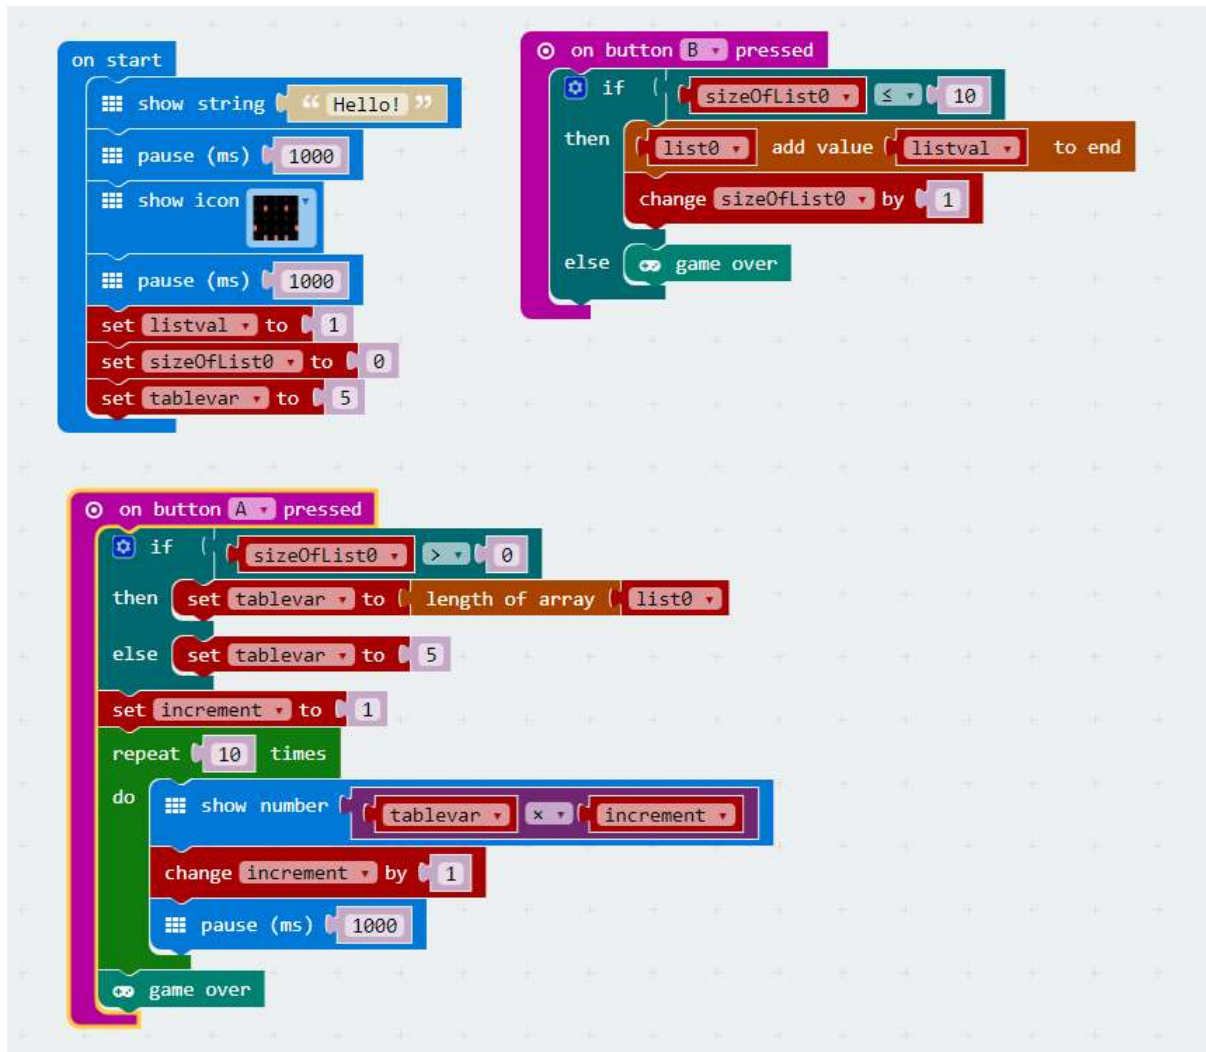 on start
show string “ Hello! ”
pause (ms) 1000
show icon
pause (ms) 1000
set listval to 1
set sizeOfList0 to 0
set tablevar to 5
on button B pressed
if sizeOfList0 ≤ 10
then list0 add value listval to end
change sizeOfList0 by 1
else game over
on button A pressed
if sizeOfList0 > 0
then set tablevar to length of array list0
else set tablevar to 5
set increment to 1
repeat 10 times
do show number tablevar × increment
change increment by 1
pause (ms) 1000
game over